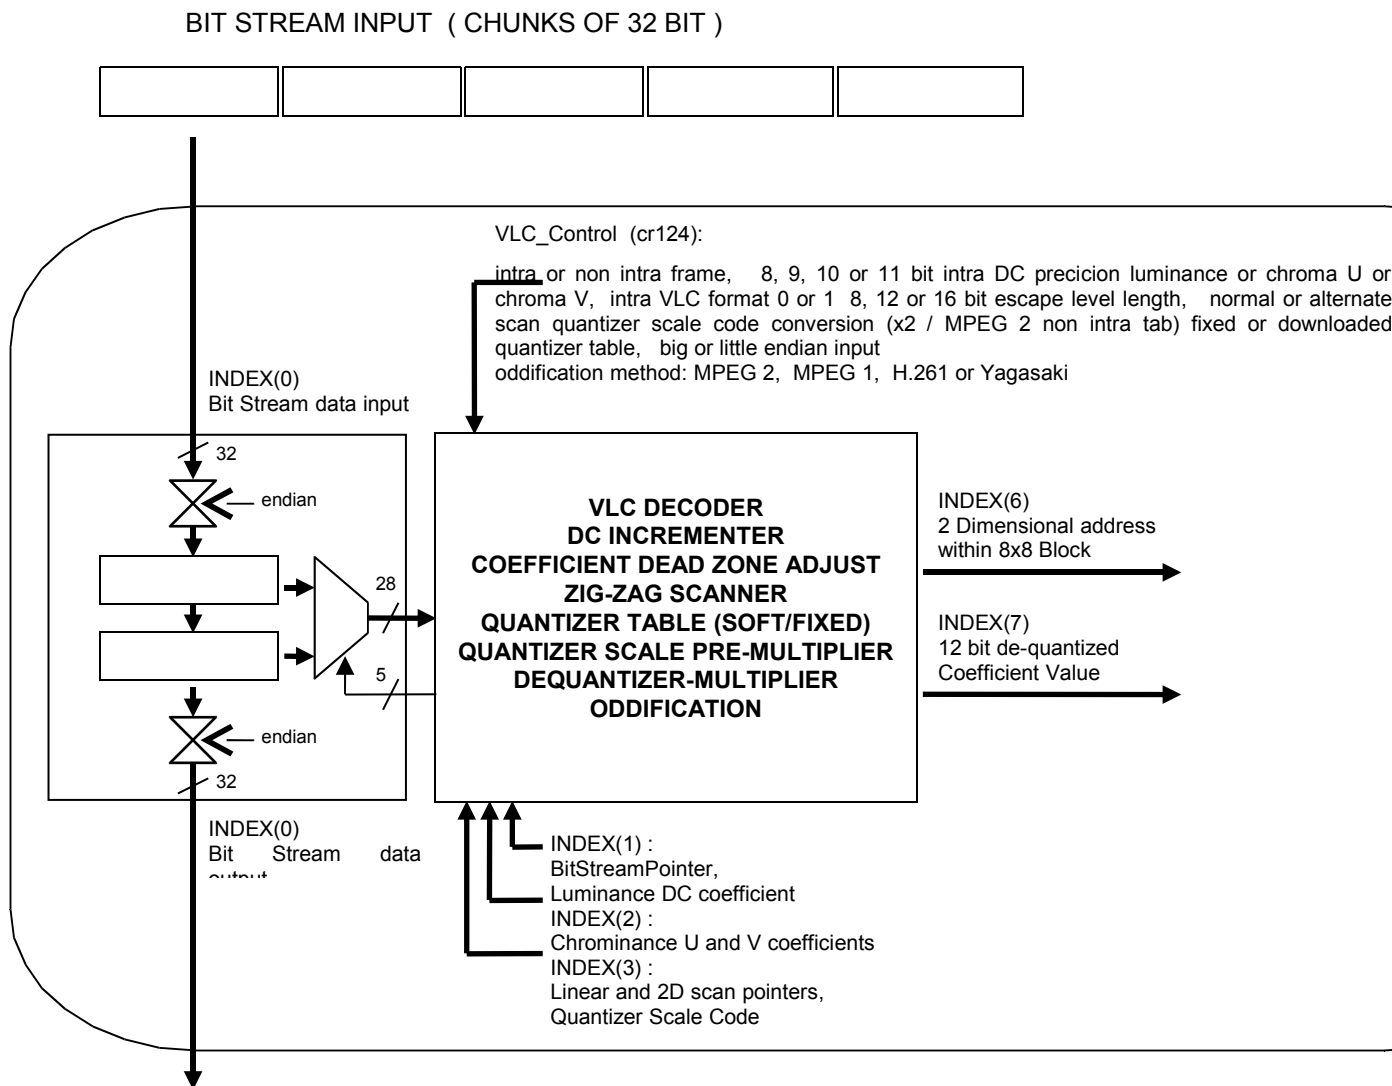 BIT STREAM INPUT ( CHUNKS OF 32 BIT )
VLC_Control (cr124):
intra or non intra frame, 8, 9, 10 or 11 bit intra DC precicion luminance or chroma U or
chroma V, intra VLC format 0 or 1 8, 12 or 16 bit escape level length, normal or alternate
scan quantizer scale code conversion (x2 / MPEG 2 non intra tab) fixed or downloaded
quantizer table, big or little endian input
oddification method: MPEG 2, MPEG 1, H.261 or Yagasaki
INDEX(0)
Bit Stream data input
32
endian
28
5
endian
32
VLC DECODER
DC INCREMENTER
COEFFICIENT DEAD ZONE ADJUST
ZIG-ZAG SCANNER
QUANTIZER TABLE (SOFT/FIXED)
QUANTIZER SCALE PRE-MULTIPLIER
DEQUANTIZER-MULTIPLIER
ODDIFICATION
INDEX(6)
2 Dimensional address
within 8x8 Block
INDEX(7)
12 bit de-quantized
Coefficient Value
INDEX(0)
Bit Stream data
output
INDEX(1) :
BitStreamPointer,
Luminance DC coefficient
INDEX(2) :
Chrominance U and V coefficients
INDEX(3) :
Linear and 2D scan pointers,
Quantizer Scale Code